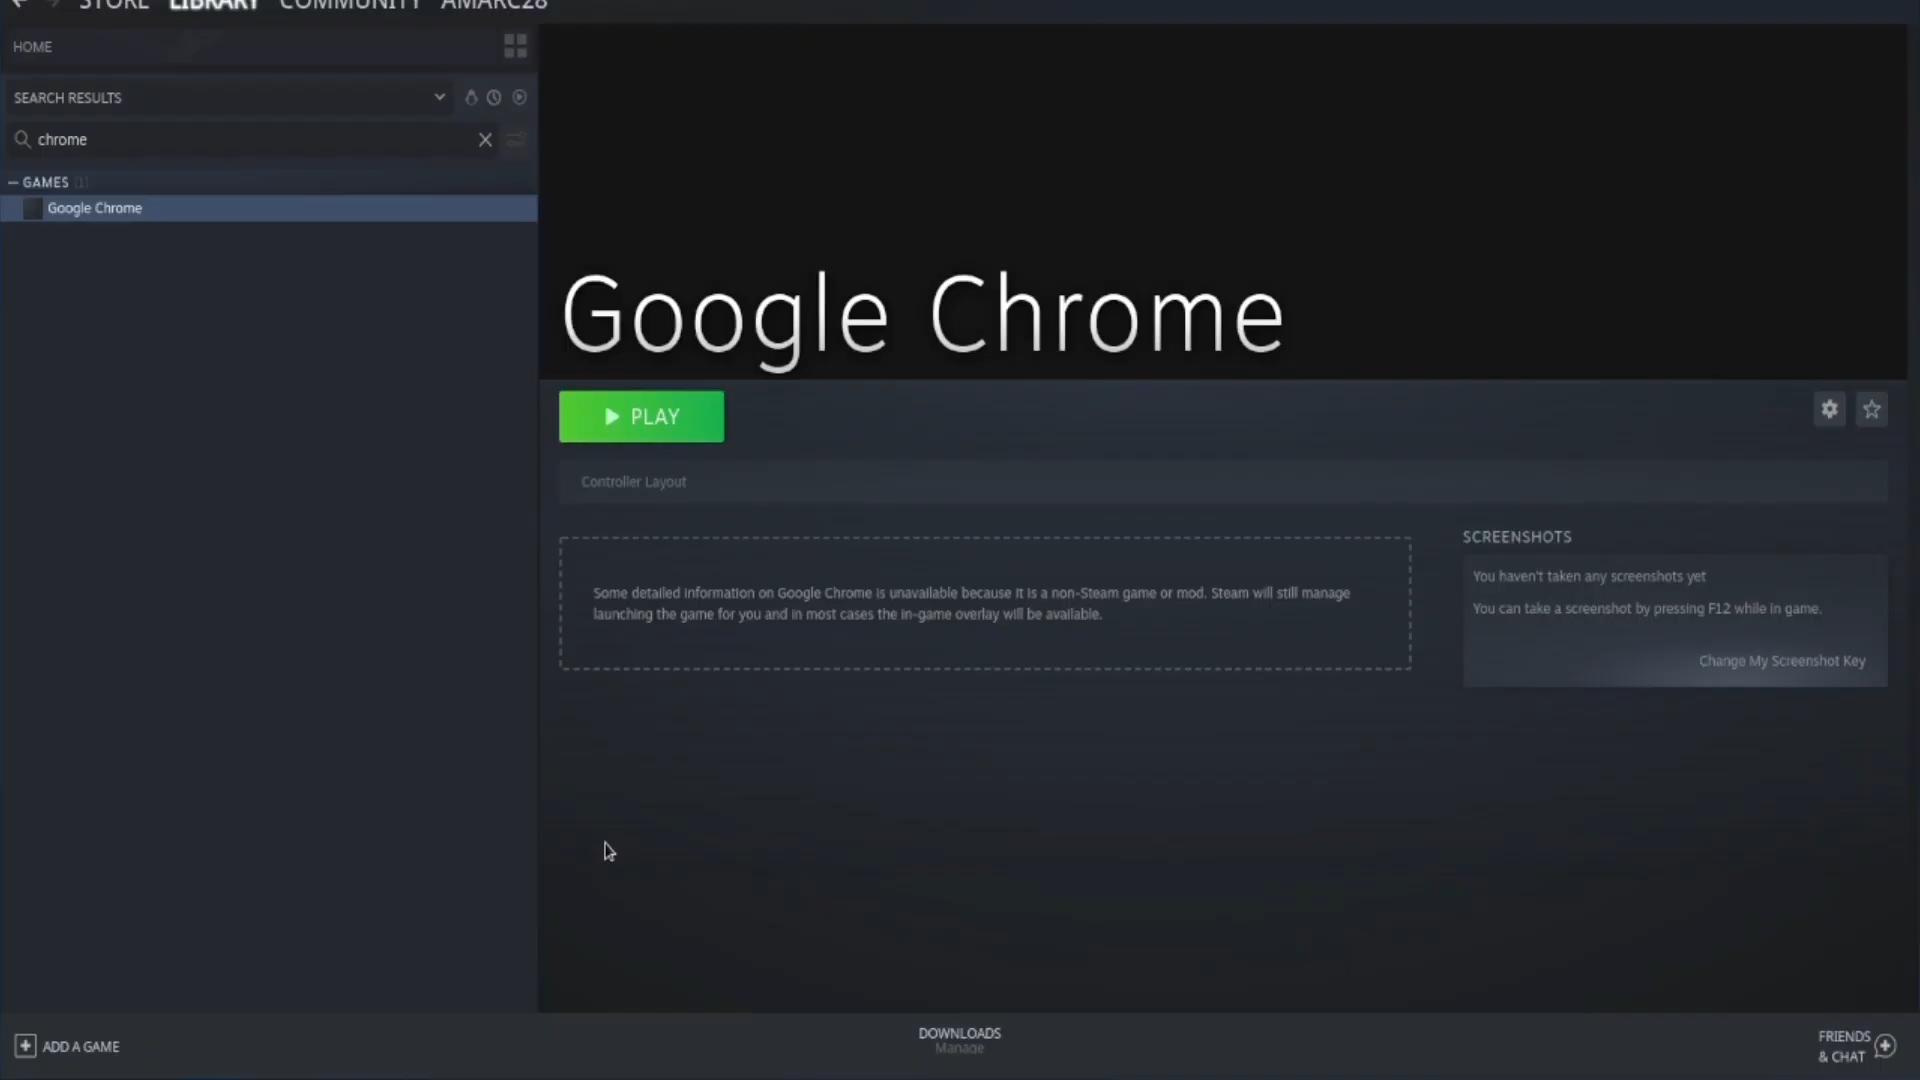 STORE LIBRARY COMMUNITY AMARC28
HOME
SEARCH RESULTS
chrome
GAMES (1)
Google Chrome
Google Chrome
PLAY
Controller Layout
Some detailed information on Google Chrome is unavailable because it is a non-Steam game or mod. Steam will still manage
launching the game for you and in most cases the in-game overlay will be available.
SCREENSHOTS
You haven't taken any screenshots yet
You can take a screenshot by pressing F12 while in game.
Change My Screenshot Key
ADD A GAME
DOWNLOADS
Manage
FRIENDS
& CHAT